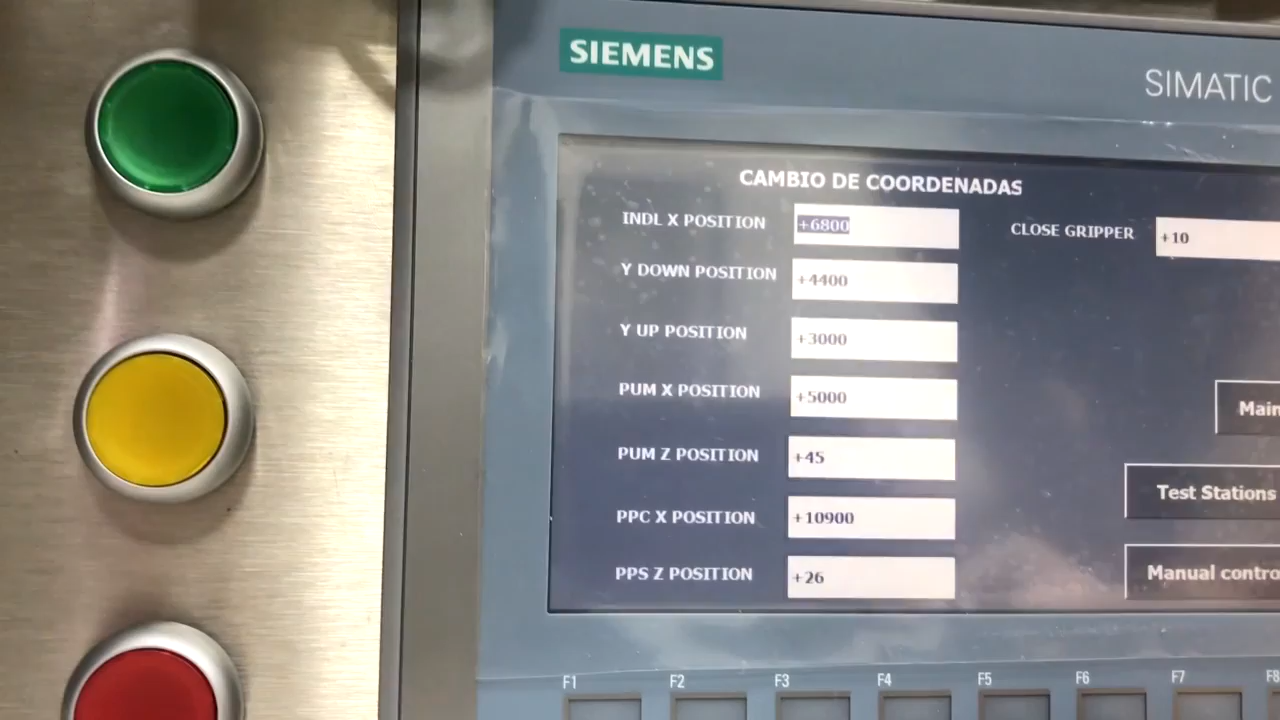 SIEMENS
SIMATIC
CAMBIO DE COORDENADAS
INDL X POSITION +6800 CLOSE GRIPPER +10
Y DOWN POSITION +4400
Y UP POSITION +3000
PUM X POSITION +5000
Main
PUM Z POSITION +45
Test Stations
PPC X POSITION +10900
PPS Z POSITION +26
Manual contro
F1 F2 F3 F4 F5 F6 F7 F8